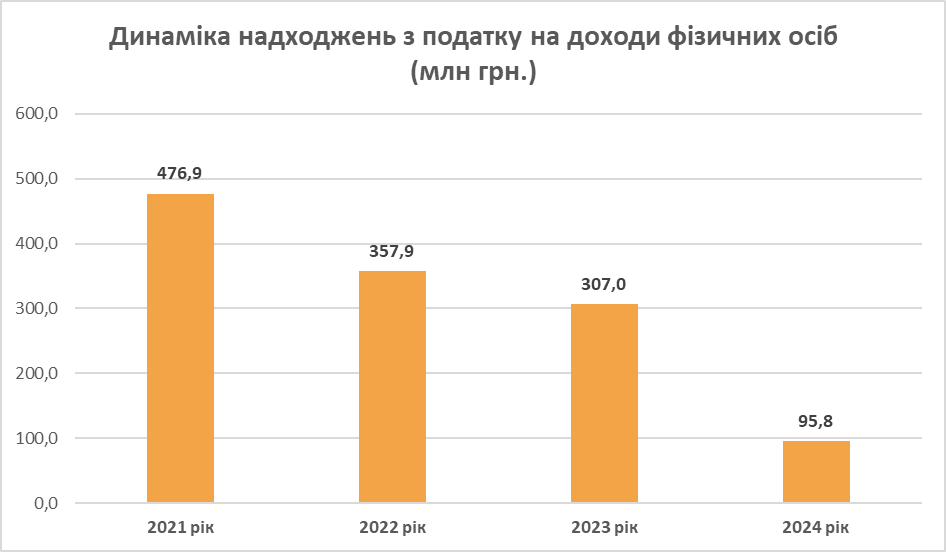 Динаміка надходжень з податку на доходи фізичних осіб
(млн грн.)
600,0
500,0
400,0
300,0
200,0
100,0
0,0
476,9
357,9
307,0
95,8
2021 рік
2022 рік
2023 рік
2024 рік